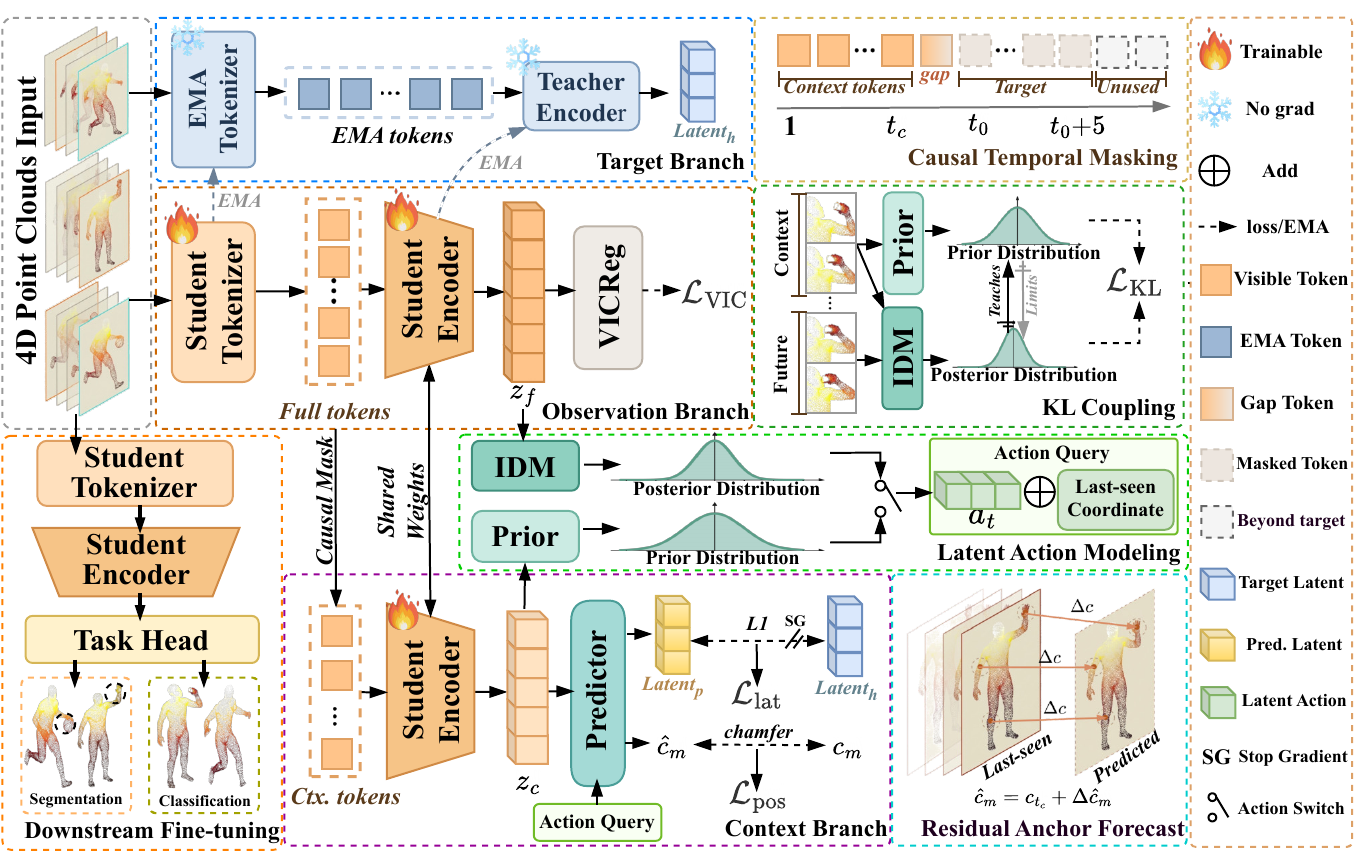 4D Point Clouds Input
EMA
Tokenizer
EMA tokens
Teacher
Encoder
Latent_h
EMA
EMA
Target Branch
Student
Tokenizer
Full tokens
Student
Encoder
z_f
VICReg
ℒ_VIC
Observation Branch
Context tokens
gap
Target
Unused
1
t_c
t_0
t_0+5
Causal Temporal Masking
Context
Future
Prior
IDM
Prior Distribution
Teaches
Limits
Posterior Distribution
ℒ_KL
KL Coupling
Trainable
No grad
Add
loss/EMA
Visible Token
EMA Token
Gap Token
Masked Token
Beyond target
Target Latent
Pred. Latent
Latent Action
SG Stop Gradient
Action Switch
Student
Tokenizer
Student
Encoder
Task Head
Segmentation
Classification
Downstream Fine-tuning
Causal Mask
Shared
Weights
IDM
Posterior Distribution
Prior
Prior Distribution
Action Query
a_t
Last-seen
Coordinate
Latent Action Modeling
Ctx. tokens
Student
Encoder
z_c
Predictor
Action Query
Latent_p
L1
SG
Latent_h
ℒ_lat
ĉ_m
chamfer
c_m
ℒ_pos
Context Branch
Δc
Δc
Δc
Last-seen
Predicted
ĉ_m = c_{t_c} + Δĉ_m
Residual Anchor Forecast